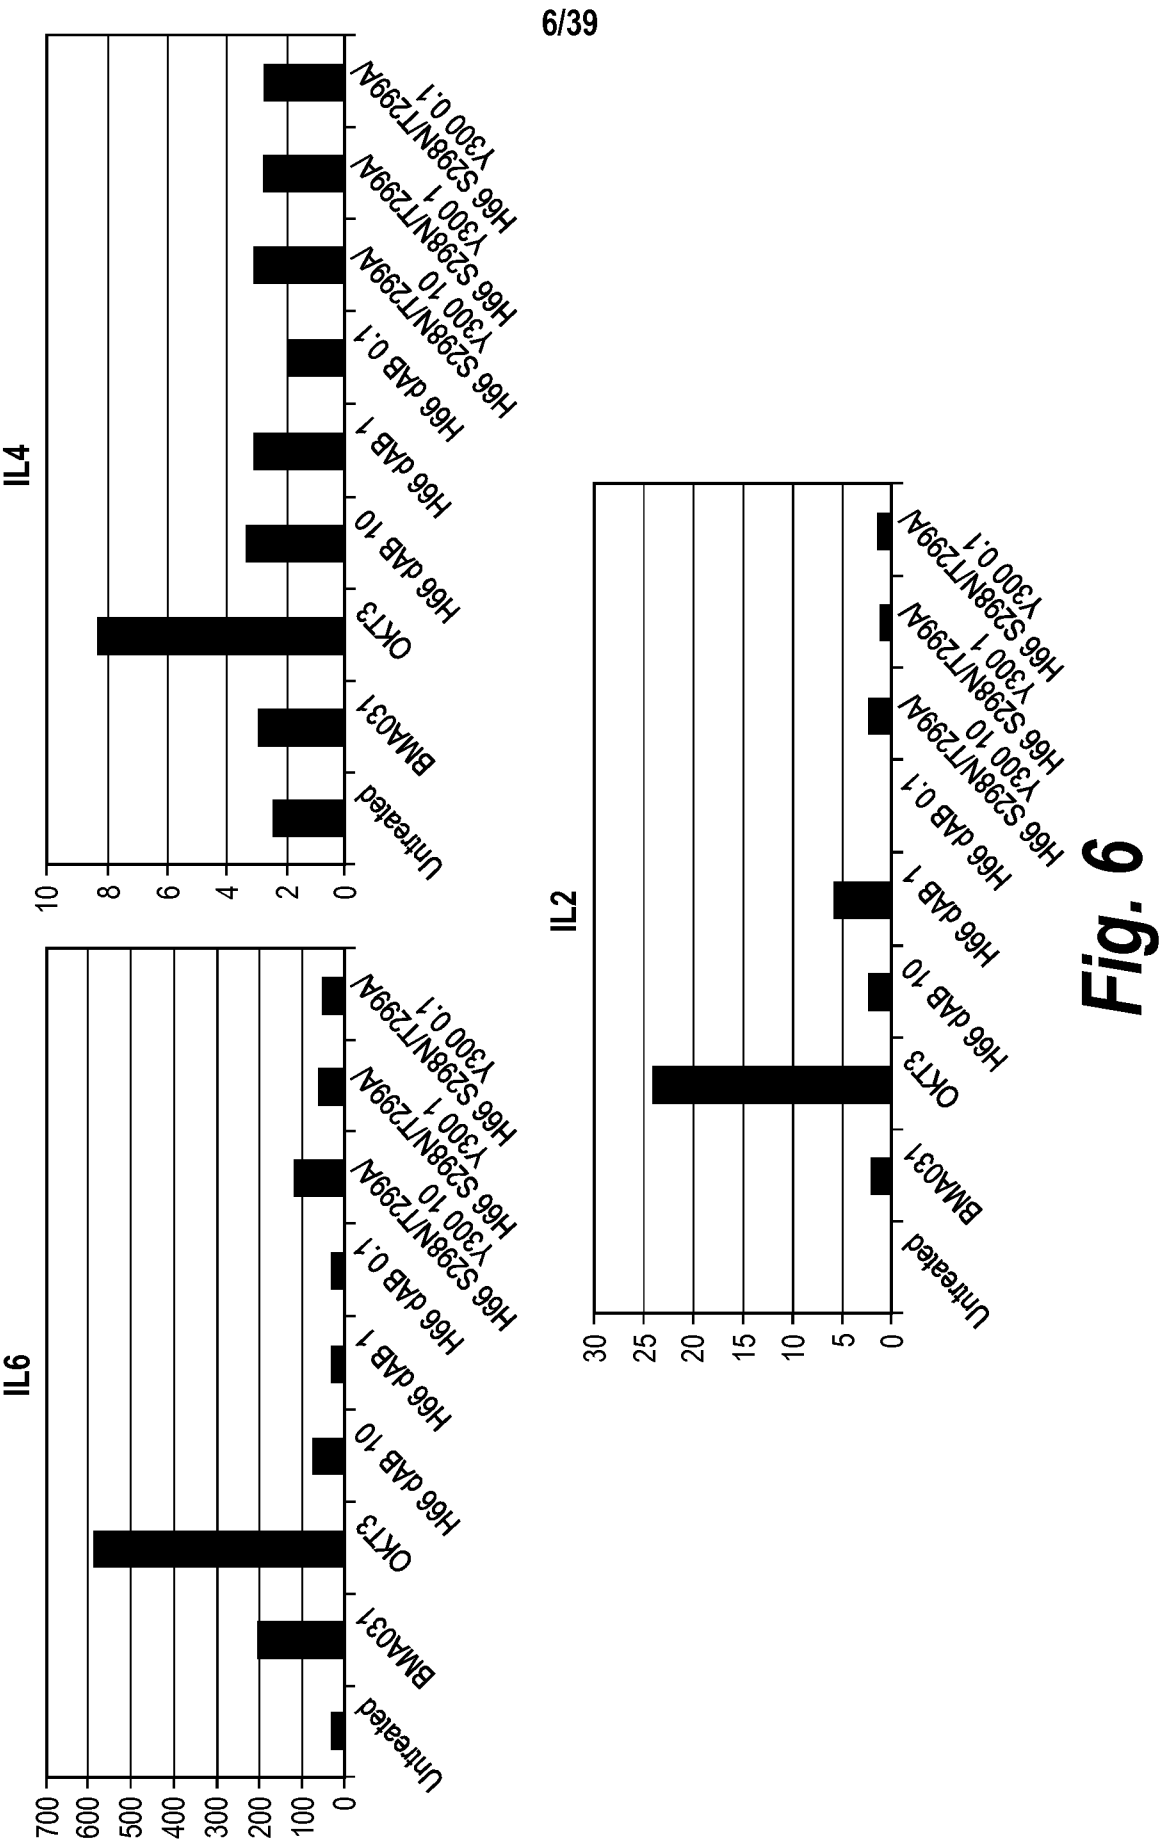 6/39
IL6
700
600
500
400
300
200
100
0
Untreated
BMA031
OKT3
H66 dAB 10
H66 dAB 1
H66 dAB 0.1
H66 S298N/T299A/
Y300 10
H66 S298N/T299A/
Y300 1
H66 S298N/T299A/
Y300 0.1
IL4
10
8
6
4
2
0
Untreated
BMA031
OKT3
H66 dAB 10
H66 dAB 1
H66 dAB 0.1
H66 S298N/T299A/
Y300 10
H66 S298N/T299A/
Y300 1
H66 S298N/T299A/
Y300 0.1
IL2
30
25
20
15
10
5
0
Untreated
BMA031
OKT3
H66 dAB 10
H66 dAB 1
H66 dAB 0.1
H66 S298N/T299A/
Y300 10
H66 S298N/T299A/
Y300 1
H66 S298N/T299A/
Y300 0.1
Fig. 6